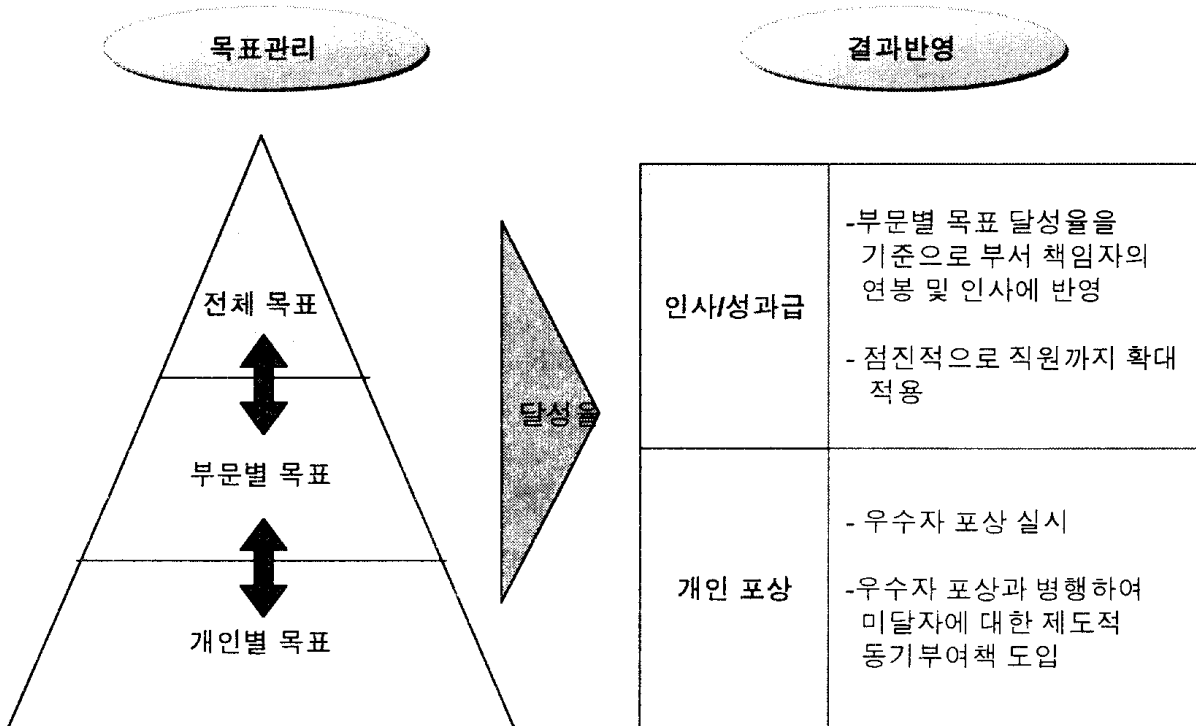 목표관리
결과반영
전체 목표
부문별 목표
개인별 목표
달성율
인사/성과급
-부문별 목표 달성율을
기준으로 부서 책임자의
연봉 및 인사에 반영
- 점진적으로 직원까지 확대
적용
개인 포상
- 우수자 포상 실시
-우수자 포상과 병행하여
미달자에 대한 제도적
동기부여책 도입